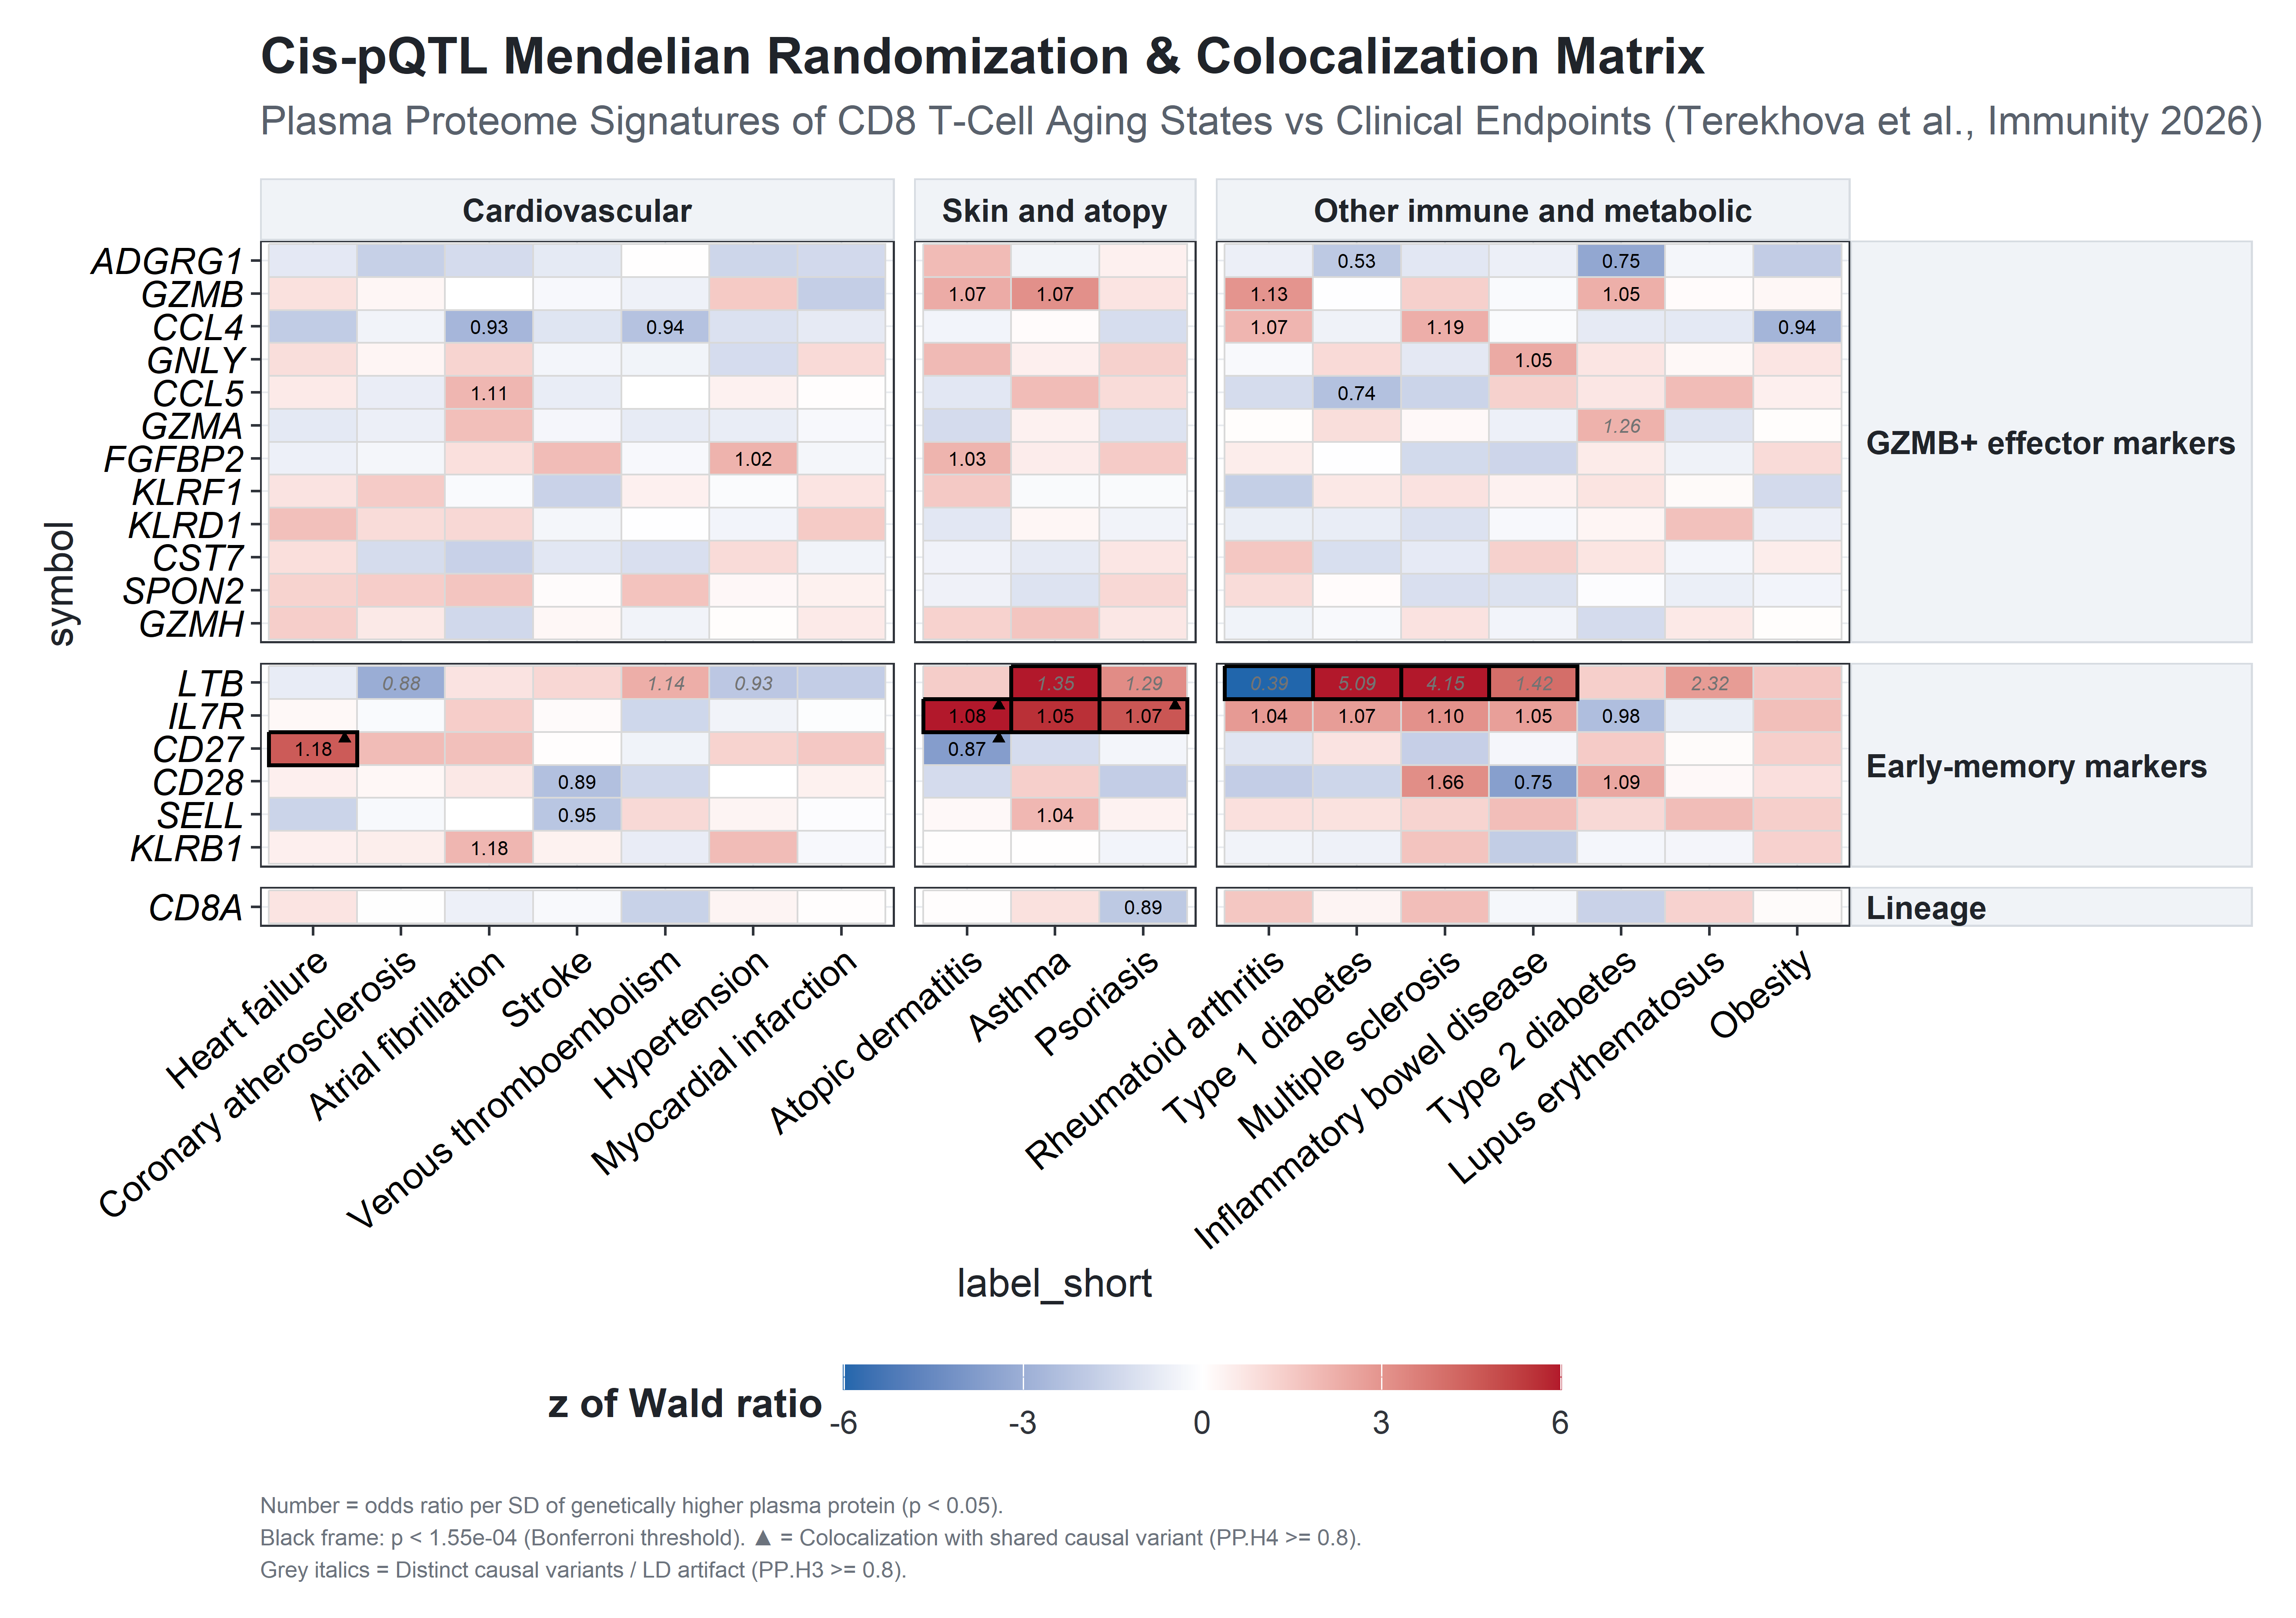 Cis-pQTL Mendelian Randomization & Colocalization Matrix
Plasma Proteome Signatures of CD8 T-Cell Aging States vs Clinical Endpoints (Terekhova et al., Immunity 2026)
Cardiovascular
Skin and atopy
Other immune and metabolic
symbol
ADGRG1 0.53 0.75
GZMB 1.07 1.07 1.13 1.05
CCL4 0.93 0.94 1.07 1.19 0.94
GNLY 1.05
CCL5 1.11 0.74
GZMA 1.26
FGFBP2 1.02 1.03
KLRF1
KLRD1
CST7
SPON2
GZMH
GZMB+ effector markers
LTB 0.88 1.14 0.93 1.35 1.29 0.39 5.09 4.15 1.42 2.32
IL7R 1.08 ▲ 1.05 1.07 ▲ 1.04 1.07 1.10 1.05 0.98
CD27 1.18 ▲ 0.87 ▲
CD28 0.89 1.66 0.75 1.09
SELL 0.95 1.04
KLRB1 1.18
Early-memory markers
CD8A 0.89
Lineage
Heart failure
Coronary atherosclerosis
Atrial fibrillation
Stroke
Venous thromboembolism
Hypertension
Myocardial infarction
Atopic dermatitis
Asthma
Psoriasis
Rheumatoid arthritis
Type 1 diabetes
Multiple sclerosis
Inflammatory bowel disease
Type 2 diabetes
Lupus erythematosus
Obesity
label_short
z of Wald ratio
-6 -3 0 3 6
Number = odds ratio per SD of genetically higher plasma protein (p < 0.05).
Black frame: p < 1.55e-04 (Bonferroni threshold). ▲ = Colocalization with shared causal variant (PP.H4 >= 0.8).
Grey italics = Distinct causal variants / LD artifact (PP.H3 >= 0.8).